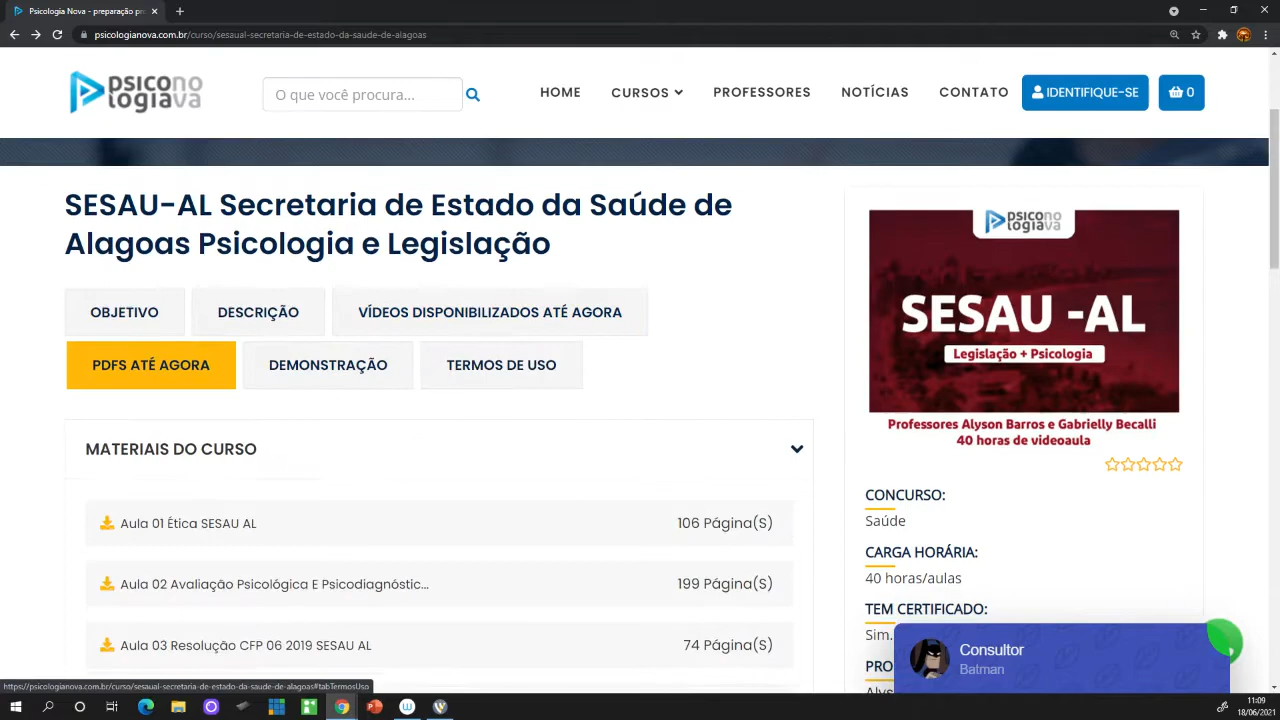 Psicologia Nova - preparação pro
psicologianova.com.br/curso/sesaual-secretaria-de-estado-da-saude-de-alagoas
psicono
logiava
O que você procura...
HOME
CURSOS
PROFESSORES
NOTÍCIAS
CONTATO
IDENTIFIQUE-SE
0
SESAU-AL Secretaria de Estado da Saúde de
Alagoas Psicologia e Legislação
OBJETIVO
DESCRIÇÃO
VÍDEOS DISPONIBILIZADOS ATÉ AGORA
PDFS ATÉ AGORA
DEMONSTRAÇÃO
TERMOS DE USO
MATERIAIS DO CURSO
Aula 01 Ética SESAU AL
106 Página(S)
Aula 02 Avaliação Psicológica E Psicodiagnóstic...
199 Página(S)
Aula 03 Resolução CFP 06 2019 SESAU AL
74 Página(S)
psicono
logiava
SESAU -AL
Legislação + Psicologia
Professores Alyson Barros e Gabrielly Becalli
40 horas de videoaula
CONCURSO:
Saúde
CARGA HORÁRIA:
40 horas/aulas
TEM CERTIFICADO:
Sim.
PRO
Alys
Consultor
Batman
https://psicologianova.com.br/curso/sesaual-secretaria-de-estado-da-saude-de-alagoas#tabTermosUso
11:09
18/06/2021